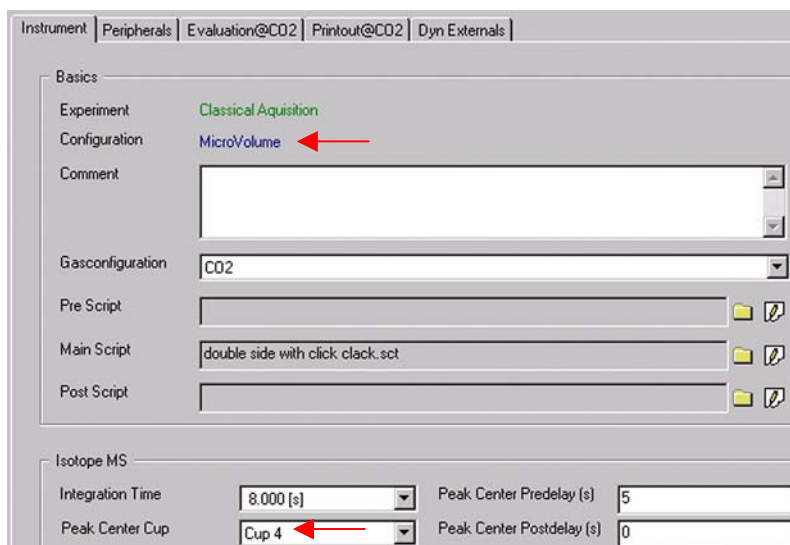 Instrument Peripherals Evaluation@CO2 Printout@CO2 Dyn Externals
Basics
Experiment Classical Aquisition
Configuration MicroVolume
Comment
Gasconfiguration CO2
Pre Script
Main Script double side with click clack.sct
Post Script
Isotope MS
Integration Time 8.000 [s] Peak Center Predelay (s) 5
Peak Center Cup Cup 4 Peak Center Postdelay (s) 0